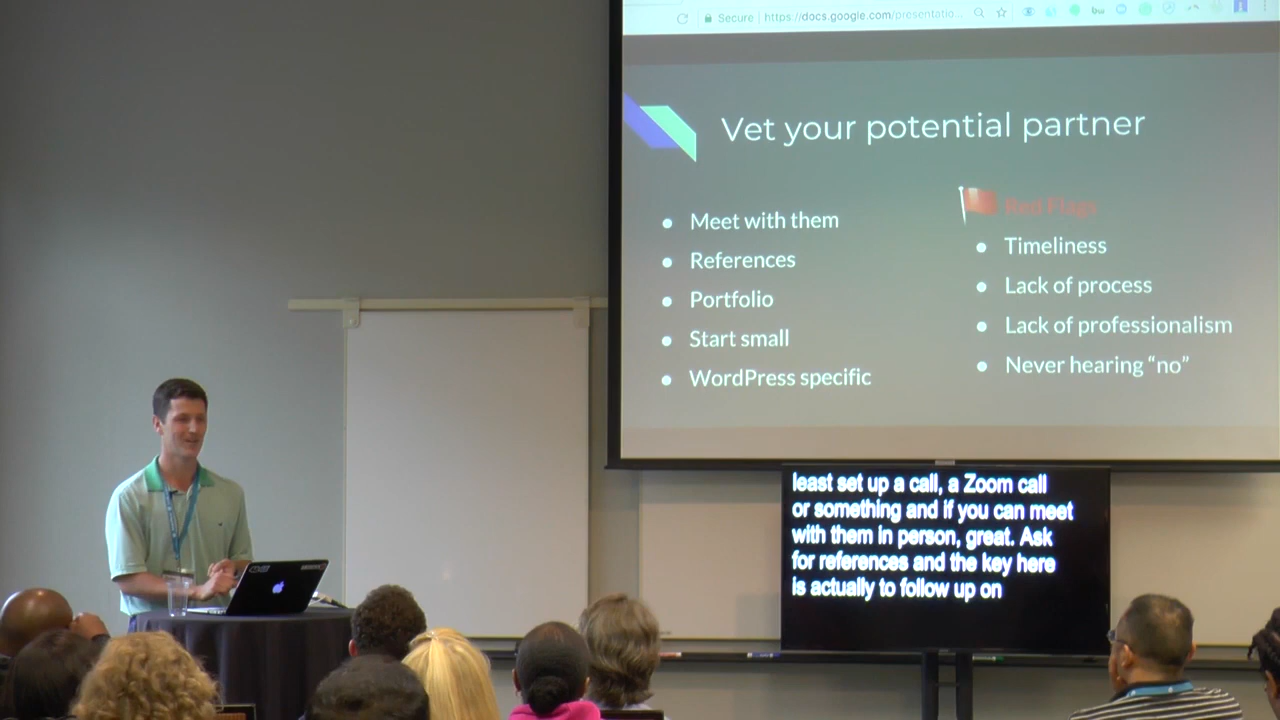 Secure
https://docs.google.com/presentatio...
Vet your potential partner
Meet with them
References
Portfolio
Start small
WordPress specific
Red Flags
Timeliness
Lack of process
Lack of professionalism
Never hearing “no”
least set up a call, a Zoom call
or something and if you can meet
with them in person, great. Ask
for references and the key here
is actually to follow up on